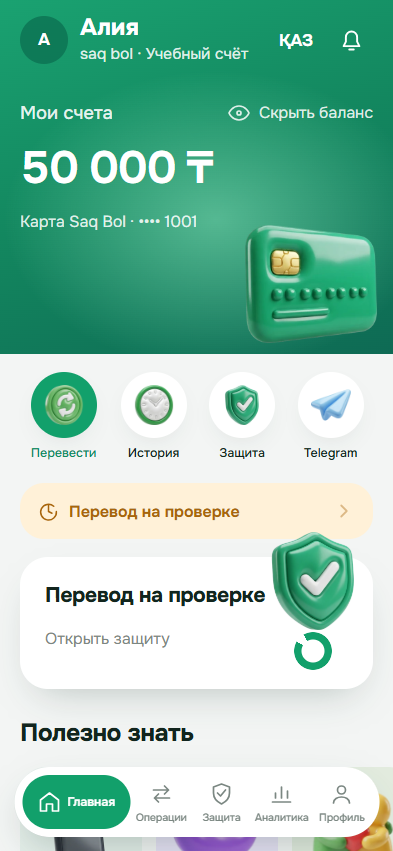 А
Алия
saq bol · Учебный счёт
ҚАЗ
Мои счета
Скрыть баланс
50 000 ₸
Карта Saq Bol · •••• 1001
Перевести
История
Защита
Telegram
Перевод на проверке
Перевод на проверке
Открыть защиту
Полезно знать
Главная
Операции
Защита
Аналитика
Профиль